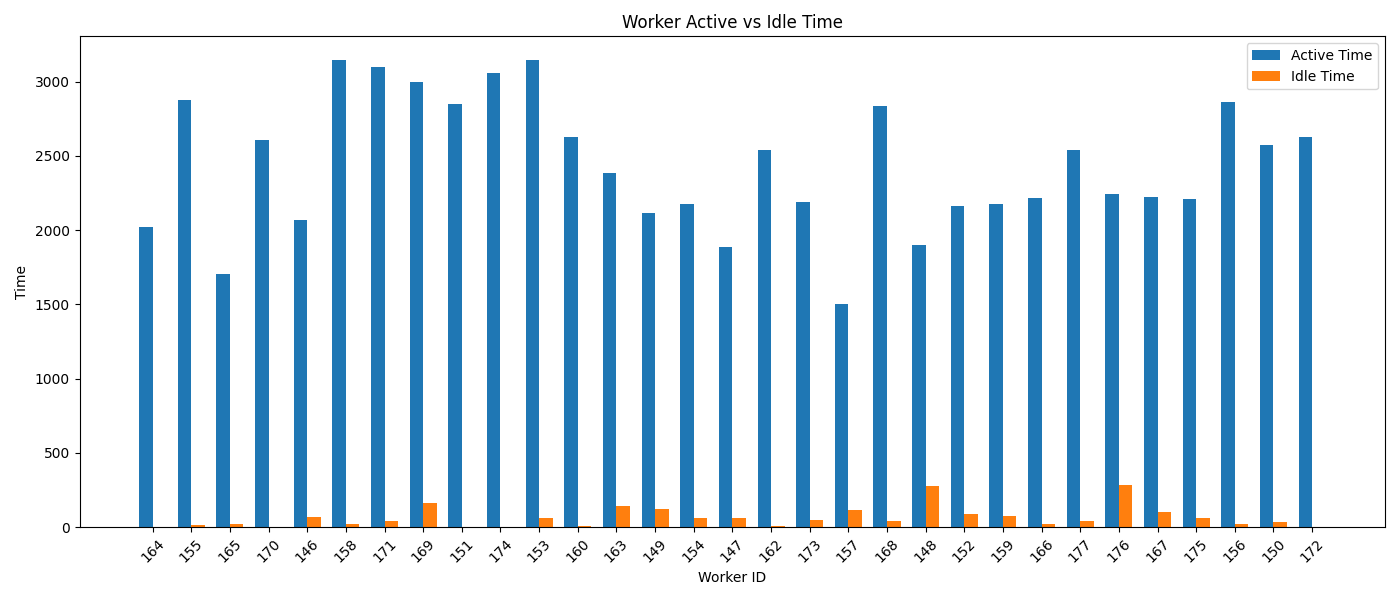 Worker Active vs Idle Time
Active Time
Idle Time
3000
2500
2000
1500
1000
500
0
Time
164 155 165 170 146 158 171 169 151 174 153 160 163 149 154 147 162 173 157 168 148 152 159 166 177 176 167 175 156 150 172
Worker ID